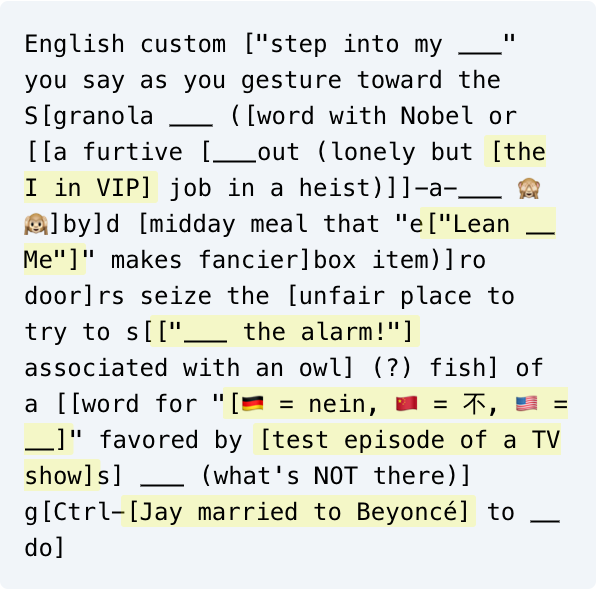 English custom ["step into my ___"
you say as you gesture toward the
S[granola ___ ([word with Nobel or
[[a furtive [___out (lonely but [the
I in VIP] job in a heist)]]-a-___ 🙈
🙉]by]d [midday meal that "e["Lean __
Me"]" makes fancier]box item)]ro
door]rs seize the [unfair place to
try to s[["___ the alarm!"]
associated with an owl] (?) fish] of
a [[word for "[🇩🇪 = nein, 🇨🇳 = 不, 🇺🇸 =
__]" favored by [test episode of a TV
show]s] ___ (what's NOT there)]
g[Ctrl-[Jay married to Beyoncé] to __
do]